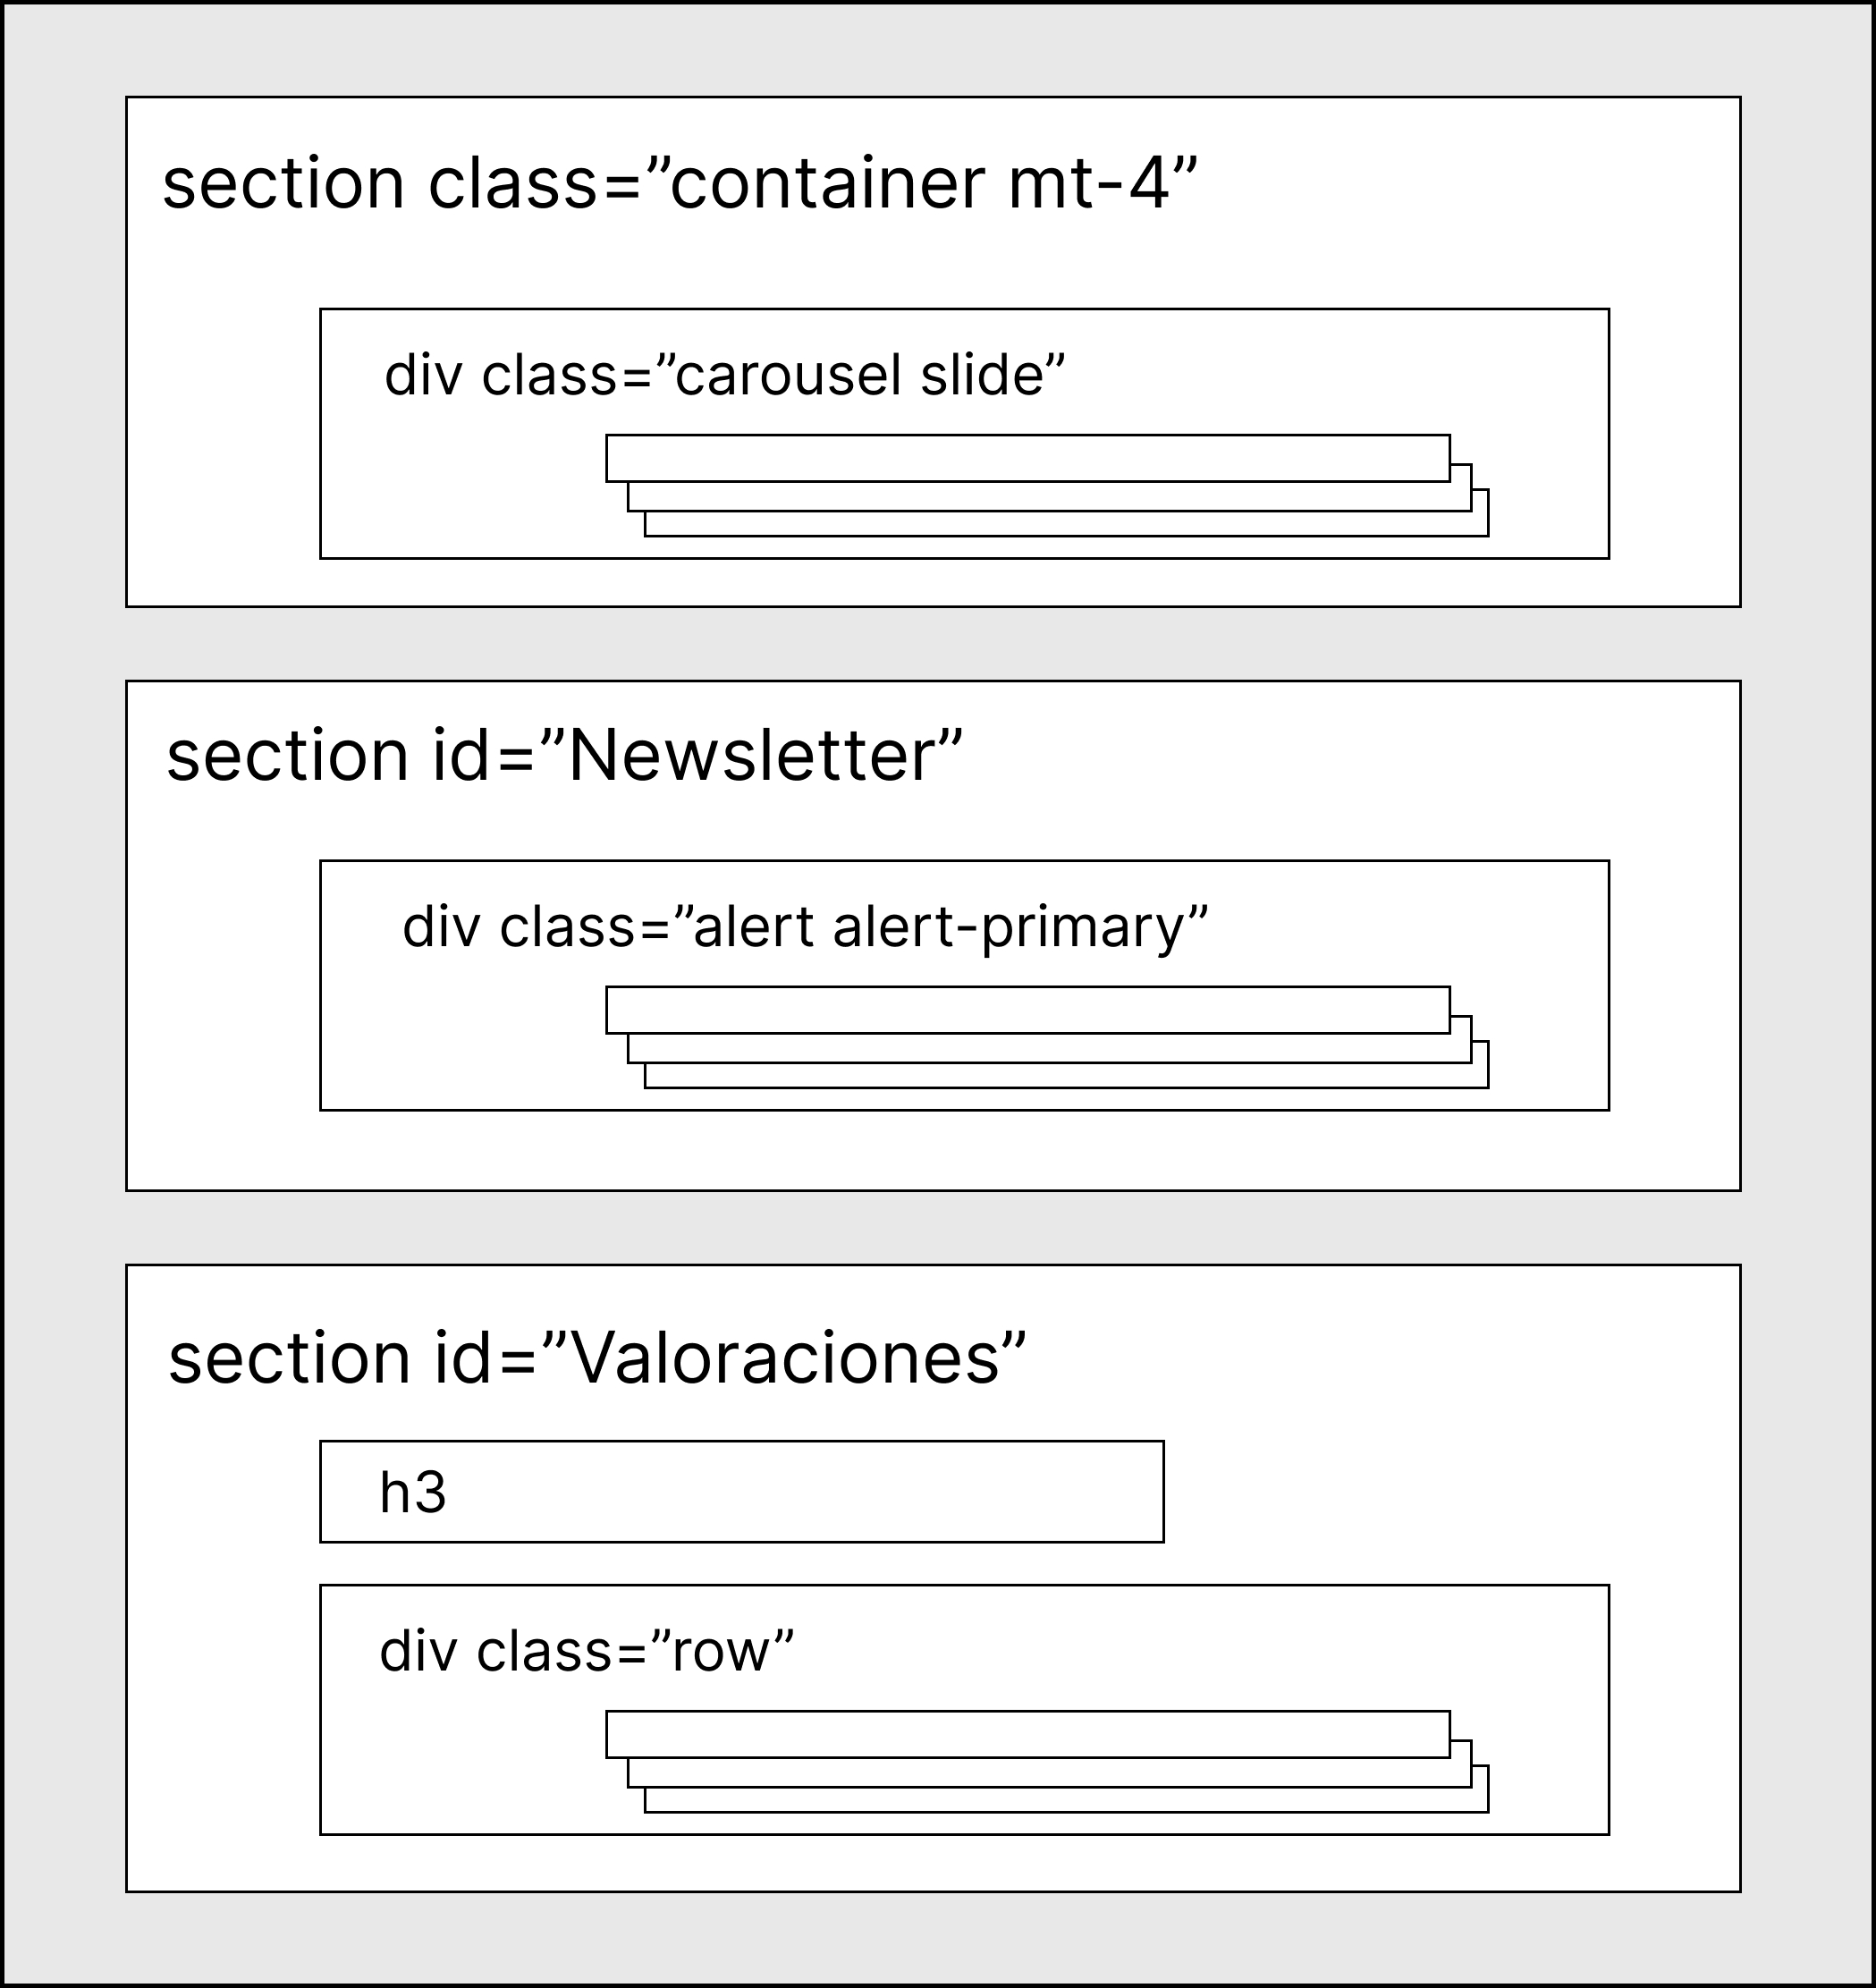 section class=”container mt-4”
div class=”carousel slide”
section id=”Newsletter”
div class=”alert alert-primary”
section id=”Valoraciones”
h3
div class=”row”